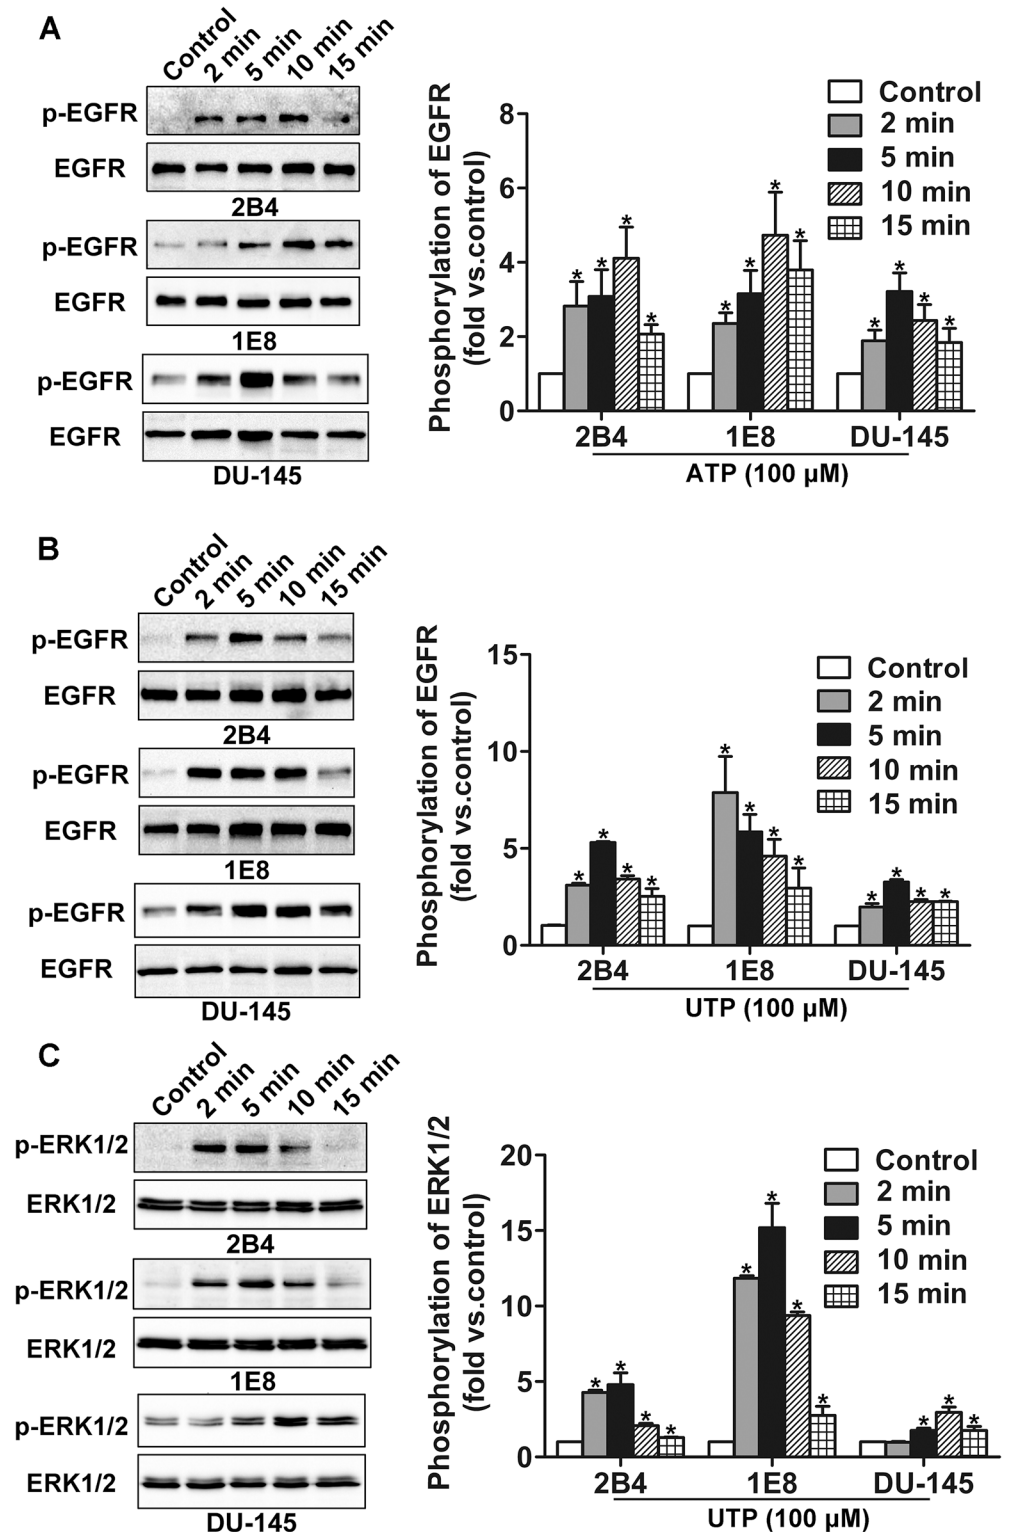 A
Control 2 min 5 min 10 min 15 min
p-EGFR
EGFR
2B4
p-EGFR
EGFR
1E8
p-EGFR
EGFR
DU-145
Phosphorylation of EGFR
(fold vs.control)
8
6
4
2
0
Control
2 min
5 min
10 min
15 min
* * * * * * * * * * * *
2B4 1E8 DU-145
ATP (100 µM)
B
Control 2 min 5 min 10 min 15 min
p-EGFR
EGFR
2B4
p-EGFR
EGFR
1E8
p-EGFR
EGFR
DU-145
Phosphorylation of EGFR
(fold vs.control)
15
10
5
0
Control
2 min
5 min
10 min
15 min
* * * * * * * * * * * *
2B4 1E8 DU-145
UTP (100 µM)
C
Control 2 min 5 min 10 min 15 min
p-ERK1/2
ERK1/2
2B4
p-ERK1/2
ERK1/2
1E8
p-ERK1/2
ERK1/2
DU-145
Phosphorylation of ERK1/2
(fold vs.control)
20
15
10
5
0
Control
2 min
5 min
10 min
15 min
* * * * * * * * * * *
2B4 1E8 DU-145
UTP (100 µM)